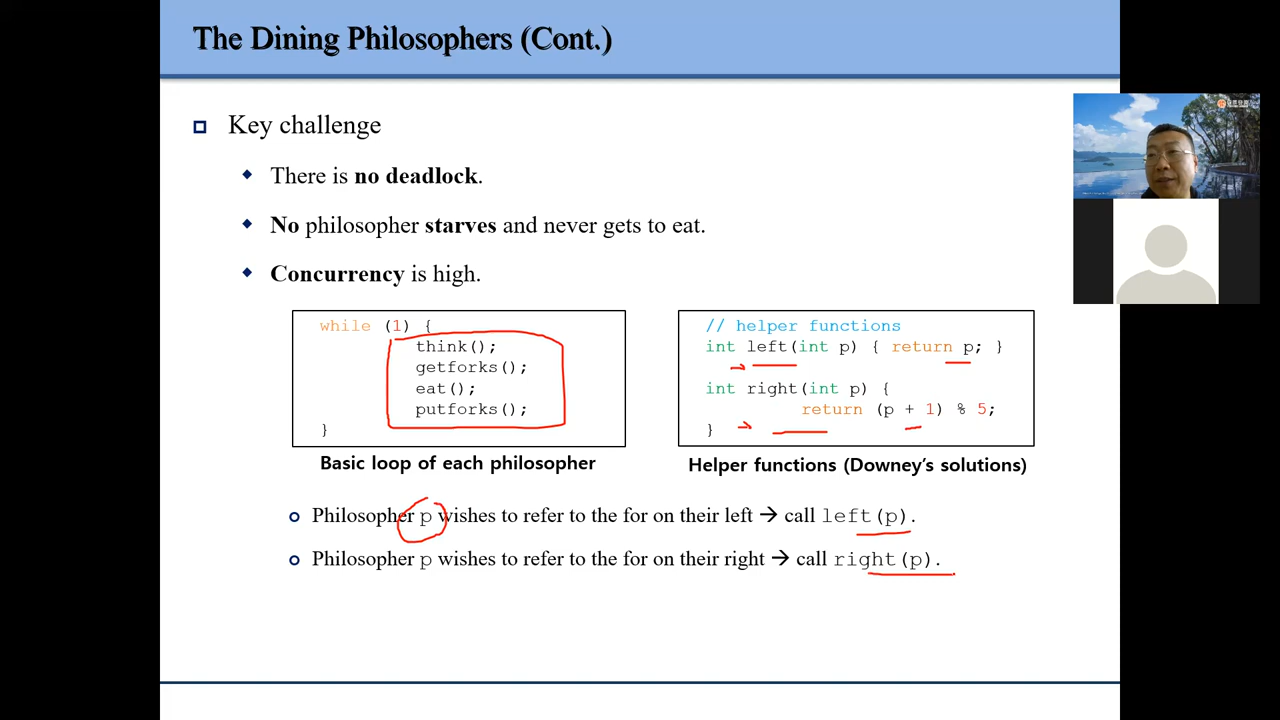 The Dining Philosophers (Cont.)
Key challenge
There is no deadlock.
No philosopher starves and never gets to eat.
Concurrency is high.
while (1) {
think();
getforks();
eat();
putforks();
}
Basic loop of each philosopher
// helper functions
int left(int p) { return p; }
int right(int p) {
return (p + 1) % 5;
}
Helper functions (Downey's solutions)
Philosopher p wishes to refer to the for on their left → call left(p).
Philosopher p wishes to refer to the for on their right → call right(p).